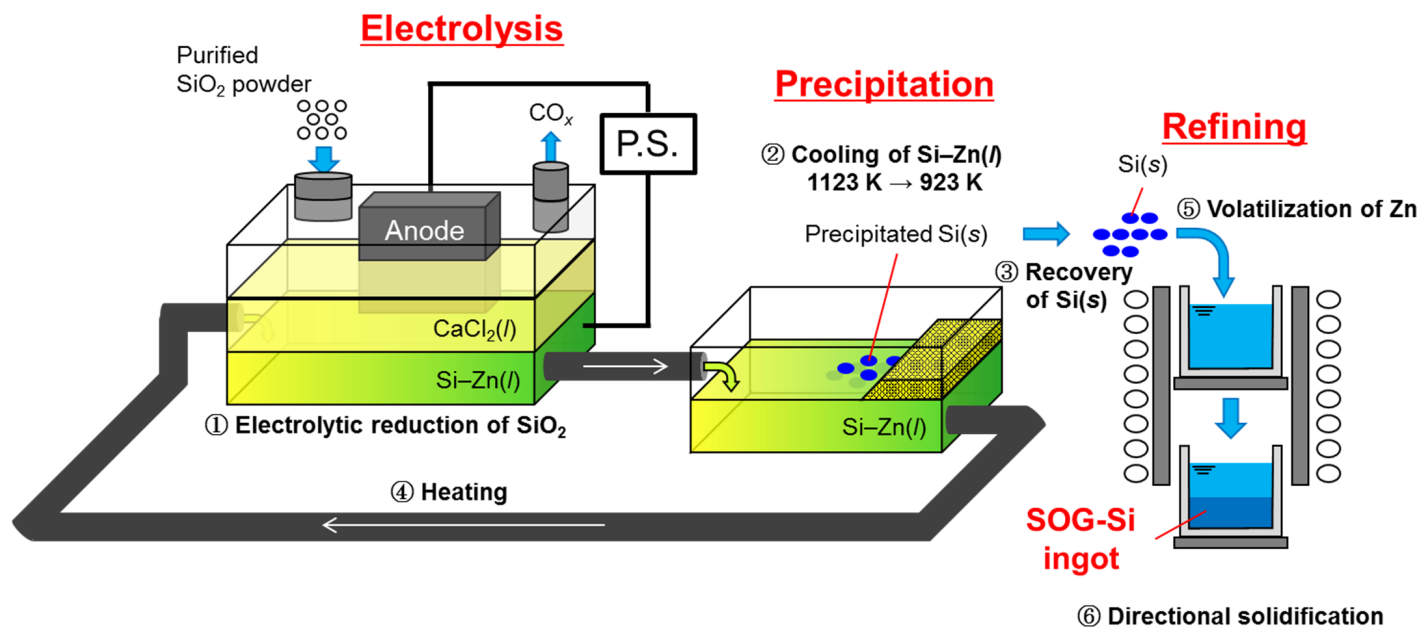 Electrolysis
Purified
SiO₂ powder
COₓ
P.S.
Anode
CaCl₂(l)
Si–Zn(l)
① Electrolytic reduction of SiO₂
④ Heating
Precipitation
② Cooling of Si–Zn(l)
1123 K → 923 K
Precipitated Si(s)
③ Recovery
of Si(s)
Si–Zn(l)
Refining
Si(s)
⑤ Volatilization of Zn
SOG-Si
ingot
⑥ Directional solidification